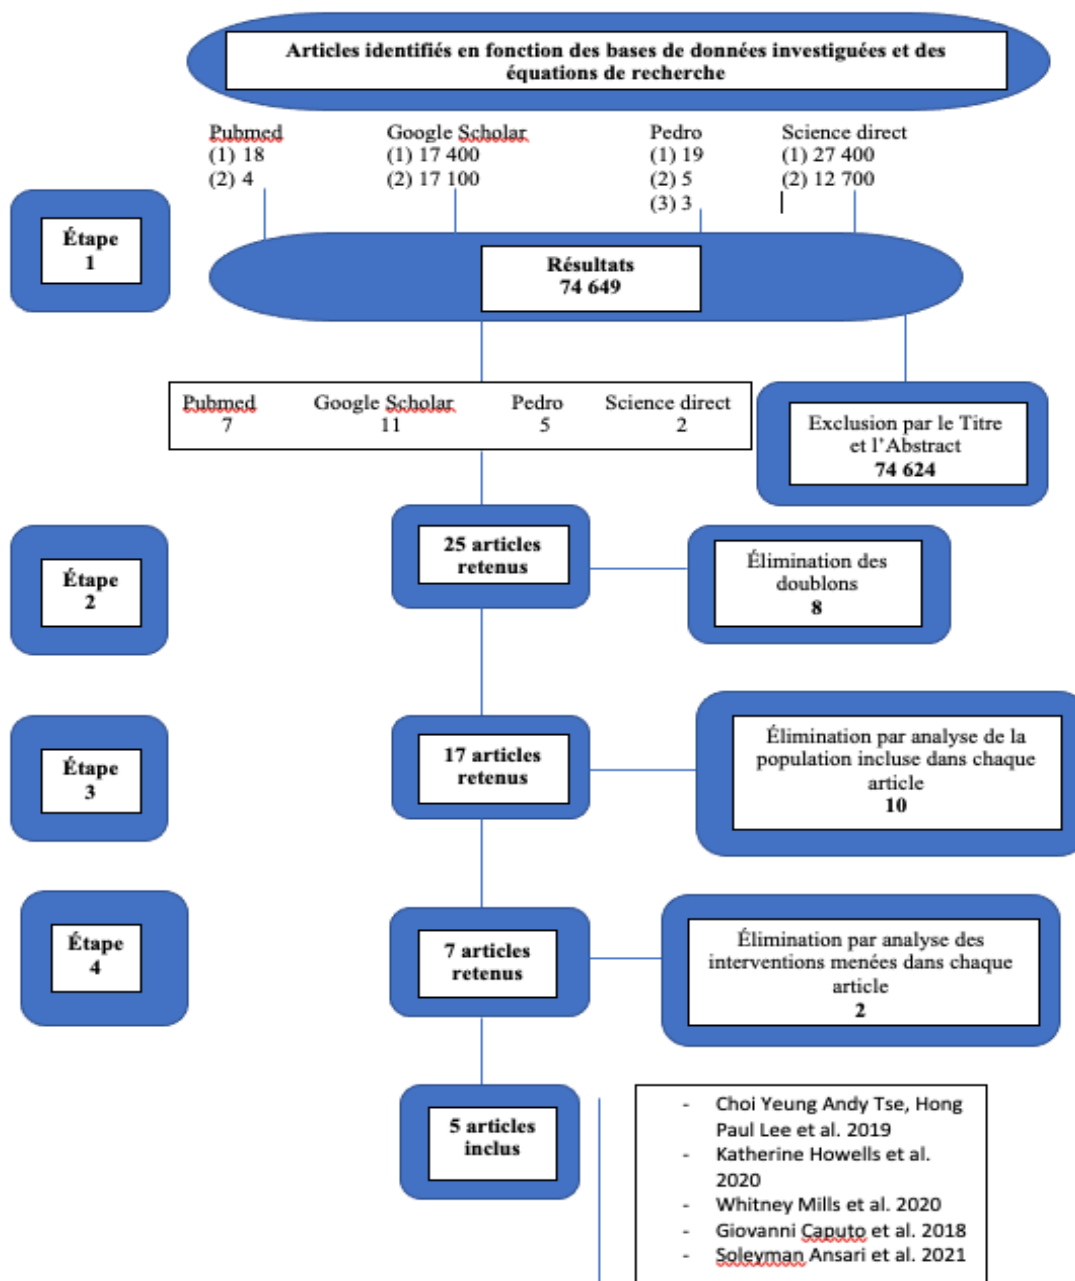 Articles identifiés en fonction des bases de données investiguées et des
équations de recherche
Pubmed
(1) 18
(2) 4
Google Scholar
(1) 17 400
(2) 17 100
Pedro
(1) 19
(2) 5
(3) 3
Science direct
(1) 27 400
(2) 12 700
Étape
1
Résultats
74 649
Pubmed
7
Google Scholar
11
Pedro
5
Science direct
2
Exclusion par le Titre
et l'Abstract
74 624
Étape
2
25 articles
retenus
Élimination des
doublons
8
Étape
3
17 articles
retenus
Élimination par analyse de la
population incluse dans chaque
article
10
Étape
4
7 articles
retenus
Élimination par analyse des
interventions menées dans chaque
article
2
5 articles
inclus
- Choi Yeung Andy Tse, Hong
Paul Lee et al. 2019
- Katherine Howells et al.
2020
- Whitney Mills et al. 2020
- Giovanni Caputo et al. 2018
- Soleyman Ansari et al. 2021